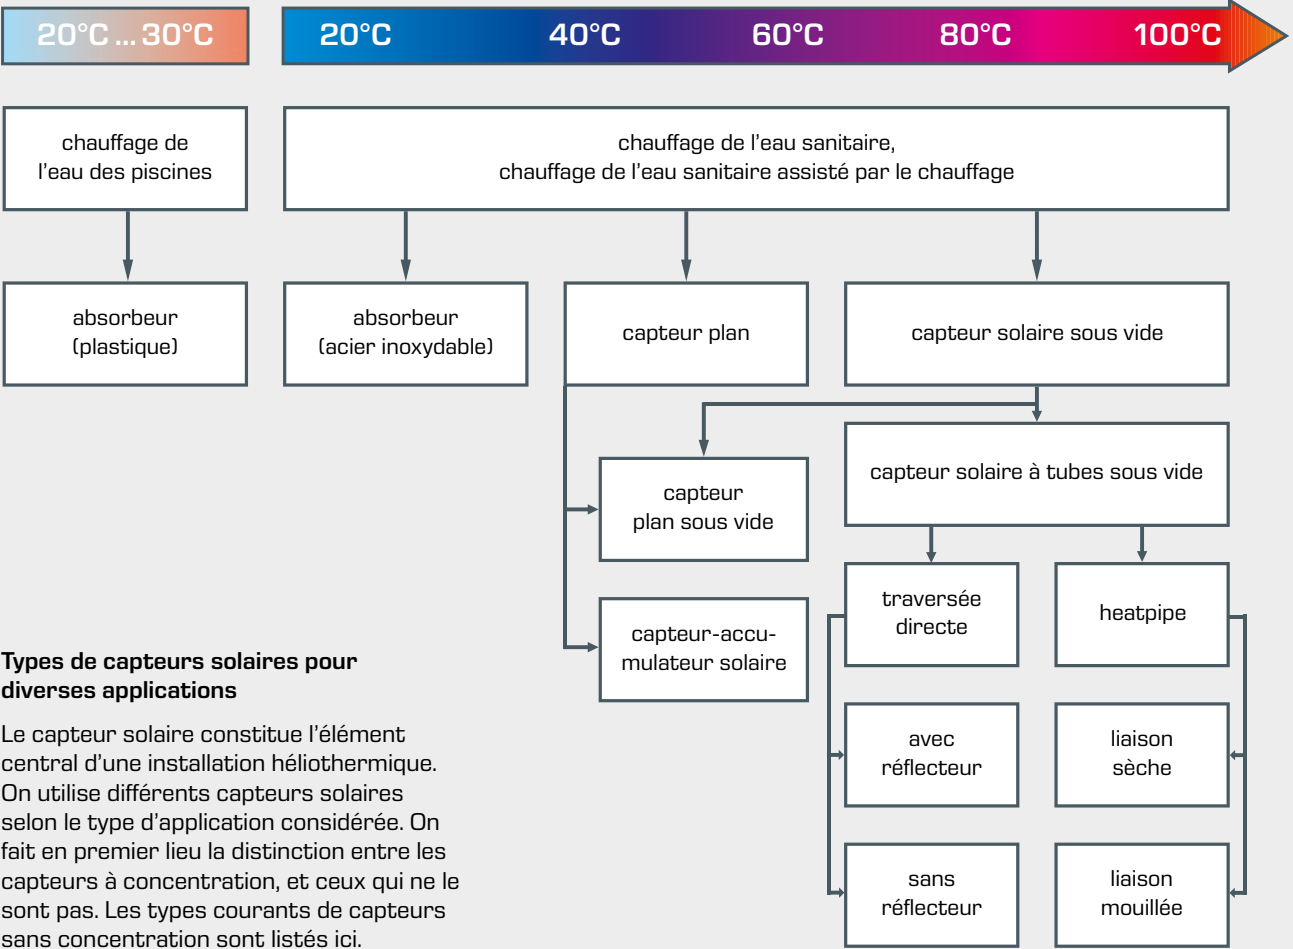 20°C ... 30°C
20°C 40°C 60°C 80°C 100°C
chauffage de
l'eau des piscines
chauffage de l'eau sanitaire,
chauffage de l'eau sanitaire assisté par le chauffage
absorbeur
(plastique)
absorbeur
(acier inoxydable)
capteur plan
capteur solaire sous vide
capteur solaire à tubes sous vide
capteur
plan sous vide
traversée
directe
heatpipe
capteur-accu-
mulateur solaire
avec
réflecteur
liaison
sèche
sans
réflecteur
liaison
mouillée
Types de capteurs solaires pour
diverses applications
Le capteur solaire constitue l'élément
central d'une installation héliothermique.
On utilise différents capteurs solaires
selon le type d'application considérée. On
fait en premier lieu la distinction entre les
capteurs à concentration, et ceux qui ne le
sont pas. Les types courants de capteurs
sans concentration sont listés ici.